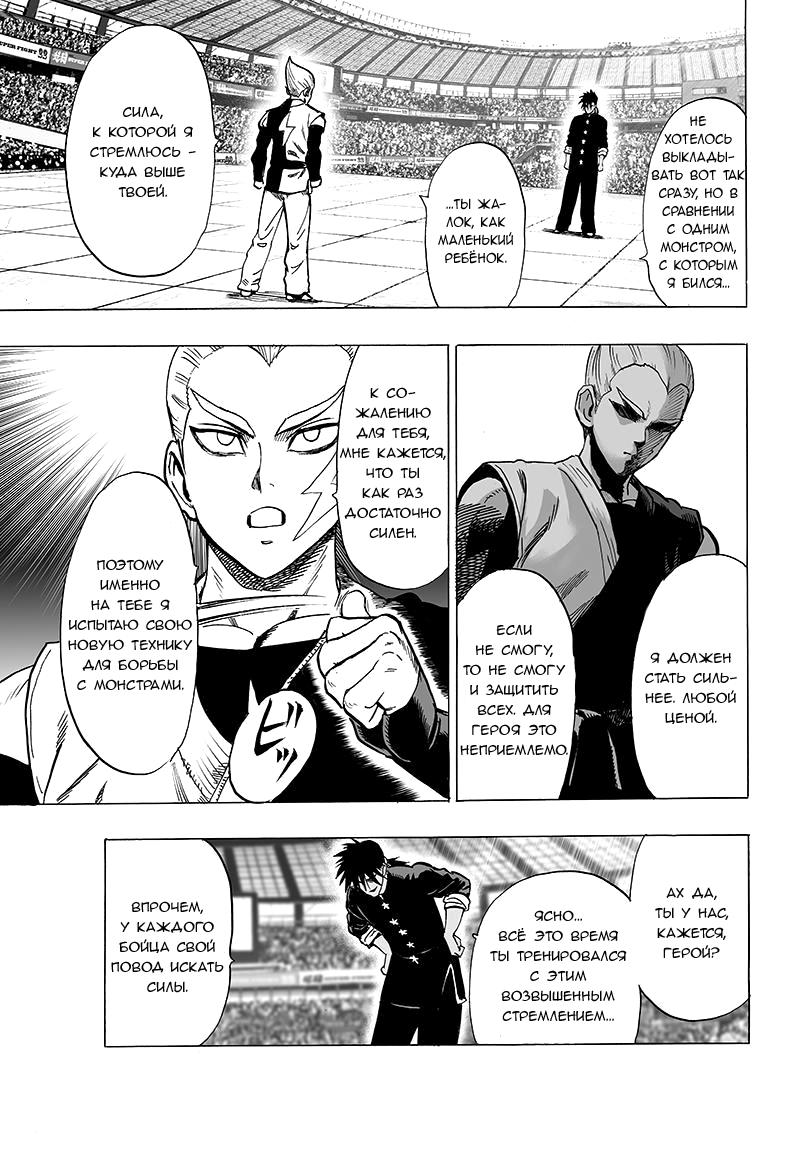 НЕ
ХОТЕЛОСЬ
ВЫКЛАДЫ-
ВАТЬ ВОТ ТАК
СРАЗУ, НО В
СРАВНЕНИИ
С ОДНИМ
МОНСТРОМ,
С КОТОРЫМ
Я БИЛСЯ...
...ТЫ ЖА-
ЛОК, КАК
МАЛЕНЬКИЙ
РЕБЁНОК.
СИЛА,
К КОТОРОЙ Я
СТРЕМЛЮСЬ –
КУДА ВЫШЕ
ТВОЕЙ.
Я ДОЛЖЕН
СТАТЬ СИЛЬ-
НЕЕ. ЛЮБОЙ
ЦЕНОЙ.
ЕСЛИ
НЕ СМОГУ,
ТО НЕ СМОГУ
И ЗАЩИТИТЬ
ВСЕХ. ДЛЯ
ГЕРОЯ ЭТО
НЕПРИЕМЛЕМО.
К СО-
ЖАЛЕНИЮ
ДЛЯ ТЕБЯ,
МНЕ КАЖЕТСЯ,
ЧТО ТЫ
КАК РАЗ
ДОСТАТОЧНО
СИЛЕН.
ПОЭТОМУ
ИМЕННО
НА ТЕБЕ Я
ИСПЫТАЮ СВОЮ
НОВУЮ ТЕХНИКУ
ДЛЯ БОРЬБЫ
С МОНСТРАМИ.
ビッ
АХ ДА,
ТЫ У НАС,
КАЖЕТСЯ,
ГЕРОЙ?
ЯСНО...
ВСЁ ЭТО ВРЕМЯ
ТЫ ТРЕНИРОВАЛСЯ
С ЭТИМ
ВОЗВЫШЕННЫМ
СТРЕМЛЕНИЕМ...
ВПРОЧЕМ,
У КАЖДОГО
БОЙЦА СВОЙ
ПОВОД ИСКАТЬ
СИЛЫ.